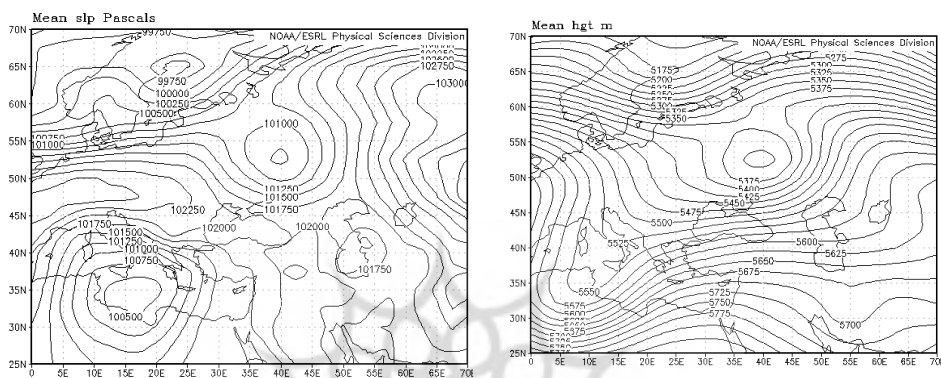 Mean slp Pascals
NOAA/ESRL Physical Sciences Division
99750
102750
103000
99750
100000
100250
100500
101000
100750
101000
101250
101500
101750
102250
101750
102000
102000
101500
101250
101000
100750
101750
100500
70N
65N
60N
55N
50N
45N
40N
35N
30N
25N
0 5E 10E 15E 20E 25E 30E 35E 40E 45E 50E 55E 60E 65E 70E
Mean hgt m
NOAA/ESRL Physical Sciences Division
5275
5300
5325
5350
5375
5175
5200
5225
5250
5275
5300
5325
5350
5375
5400
5425
5450
5475
5500
5525
5600
5625
5650
5675
5550
5575
5600
5725
5750
5775
5700
70N
65N
60N
55N
50N
45N
40N
35N
30N
25N
0 5E 10E 15E 20E 25E 30E 35E 40E 45E 50E 55E 60E 65E